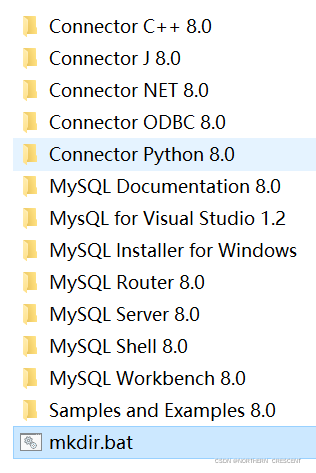 Connector C++ 8.0
Connector J 8.0
Connector NET 8.0
Connector ODBC 8.0
Connector Python 8.0
MySQL Documentation 8.0
MysQL for Visual Studio 1.2
MySQL Installer for Windows
MySQL Router 8.0
MySQL Server 8.0
MySQL Shell 8.0
MySQL Workbench 8.0
Samples and Examples 8.0
mkdir.bat
CSDN @NORTHERN_CRESCENT